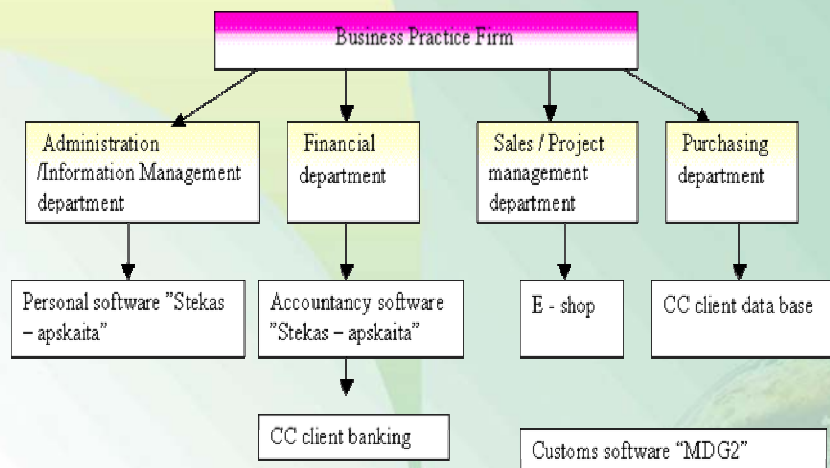 Business Practice Firm
Administration
/Information Management
department
Financial
department
Sales / Project
management
department
Purchasing
department
Personal software ”Stekas
– apskaita”
Accountancy software
”Stekas – apskaita”
E - shop
CC client data base
CC client banking
Customs software “MDG2”